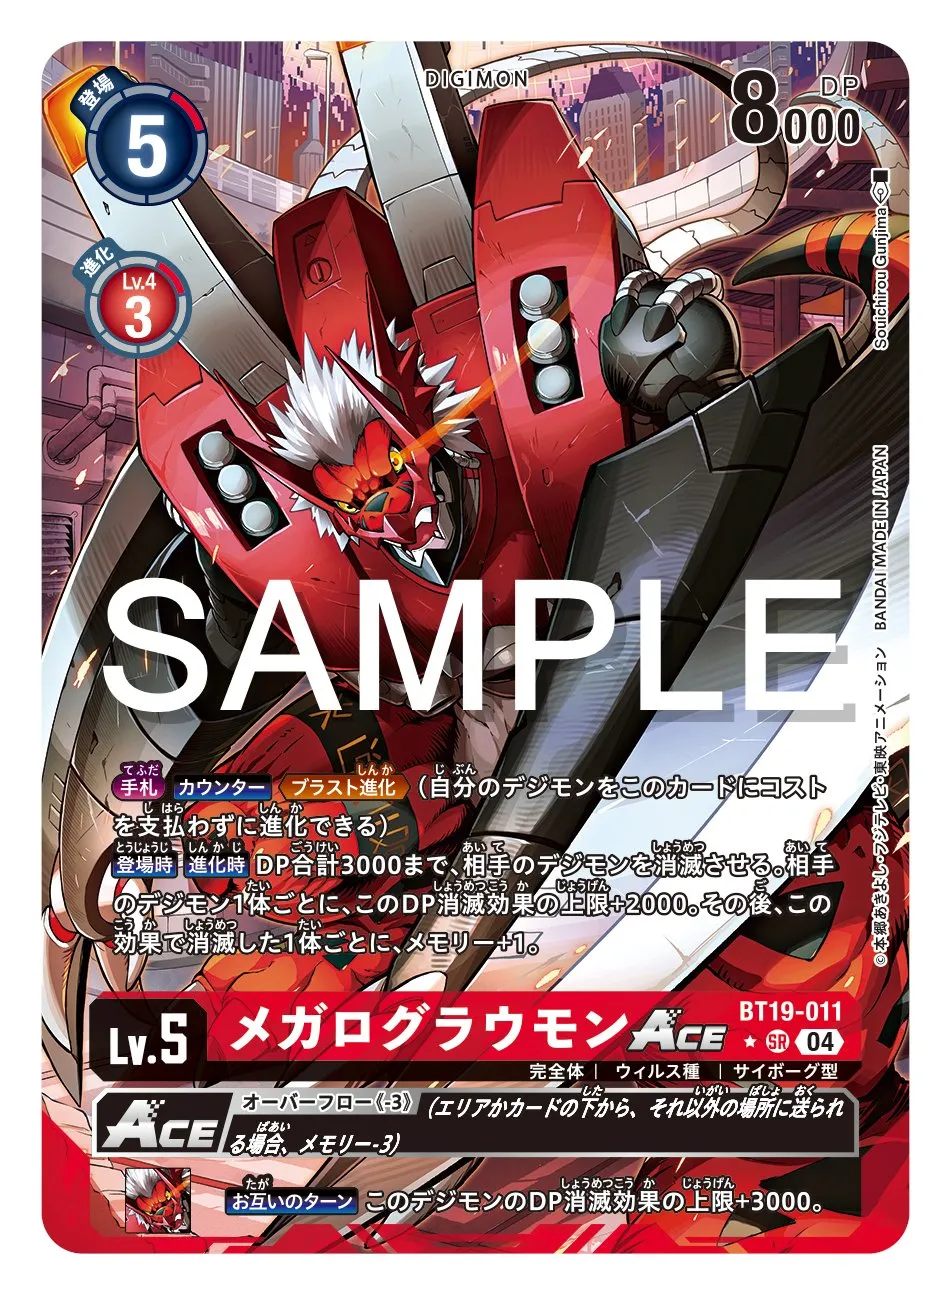 DIGIMON
登場
5
8000
DP
進化
Lv.4
3
Souichirou Gunjima
SAMPLE
©本郷あきよし・フジテレビ・東映アニメーション BANDAI MADE IN JAPAN
手札 カウンター ブラスト進化 (自分のデジモンをこのカードにコスト
を支払わずに進化できる)
登場時 進化時 DP合計3000まで、相手のデジモンを消滅させる。相手
のデジモン1体ごとに、このDP消滅効果の上限+2000。その後、この
効果で消滅した1体ごとに、メモリー+1。
Lv.5 メガログラウモン ACE
BT19-011
SR 04
完全体 | ウィルス種 | サイボーグ型
ACE オーバーフロー《-3》 (エリアかカードの下から、それ以外の場所に送られ
る場合、メモリー-3)
お互いのターン このデジモンのDP消滅効果の上限+3000。